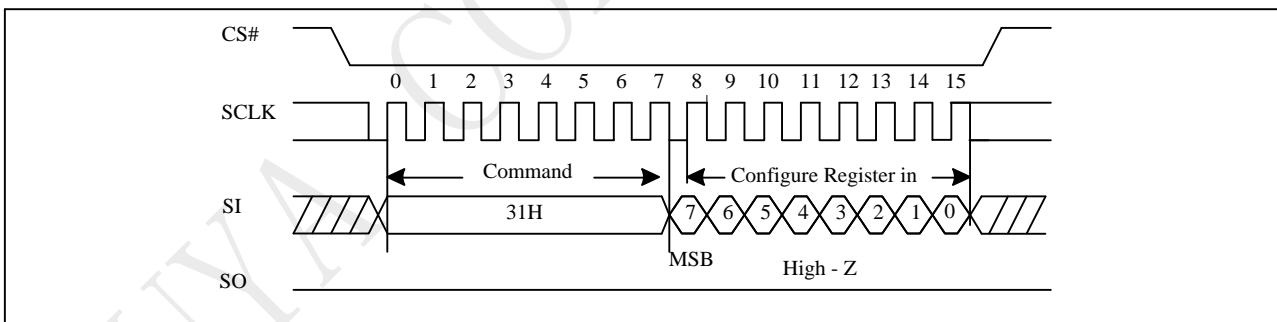 CS#
0 1 2 3 4 5 6 7 8 9 10 11 12 13 14 15
SCLK
Command Configure Register in
SI 31H 7 6 5 4 3 2 1 0
MSB High - Z
SO